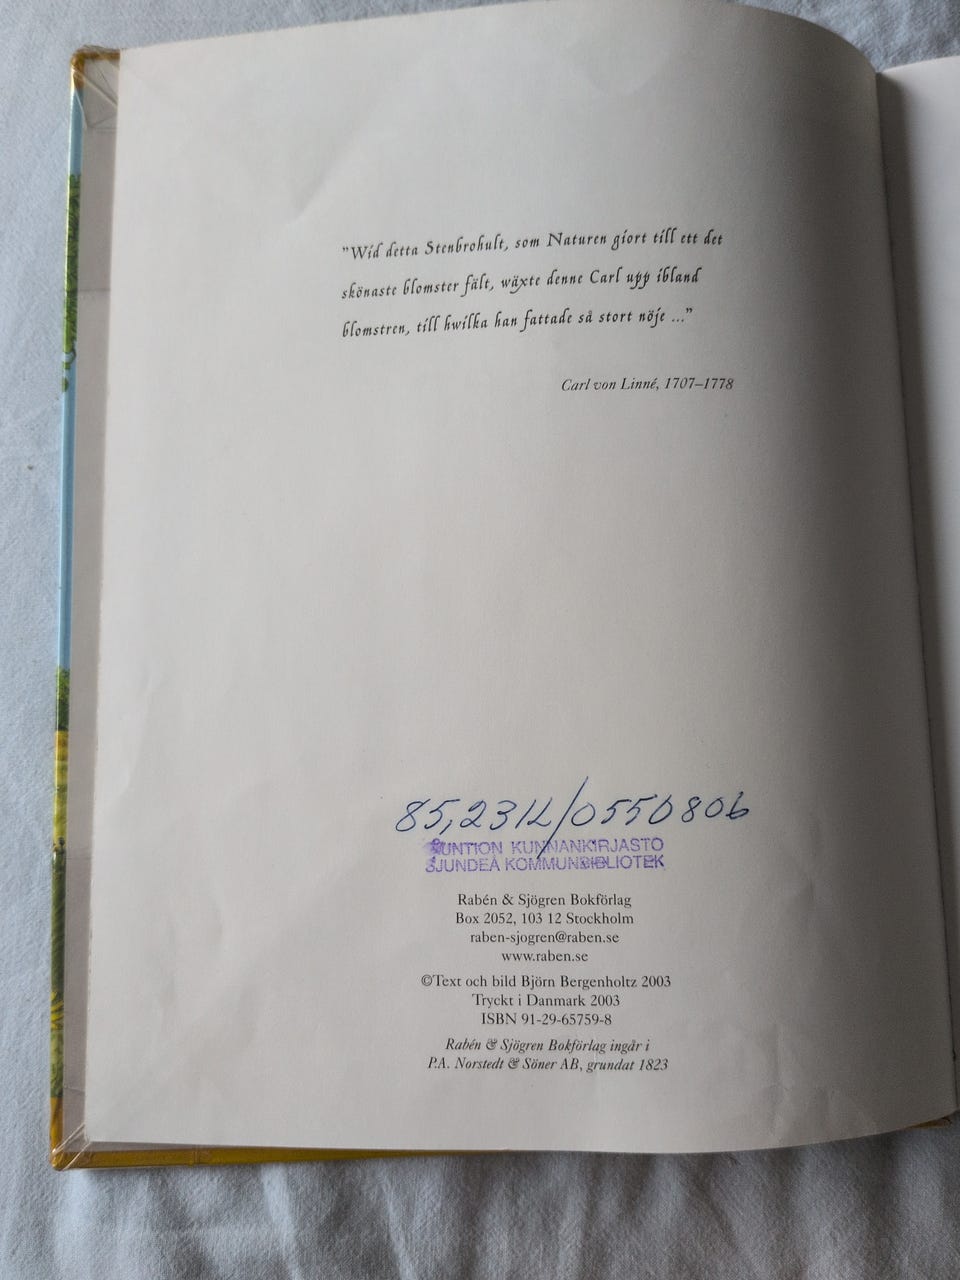 "Wid detta Stenbrohult, som Naturen giort till ett det
skönaste blomster fält, wäxte denne Carl upp ibland
blomstren, till hwilka han fattade så stort nöje ..."
Carl von Linné, 1707–1778
85,23 /0550806
SUNTION KUNNANKIRJASTO
SJUNDEÅ KOMMUNBIBLIOTEK
Rabén & Sjögren Bokförlag
Box 2052, 103 12 Stockholm
raben-sjogren@raben.se
www.raben.se
©Text och bild Björn Bergenholtz 2003
Tryckt i Danmark 2003
ISBN 91-29-65759-8
Rabén & Sjögren Bokförlag ingår i
P.A. Norstedt & Söner AB, grundat 1823